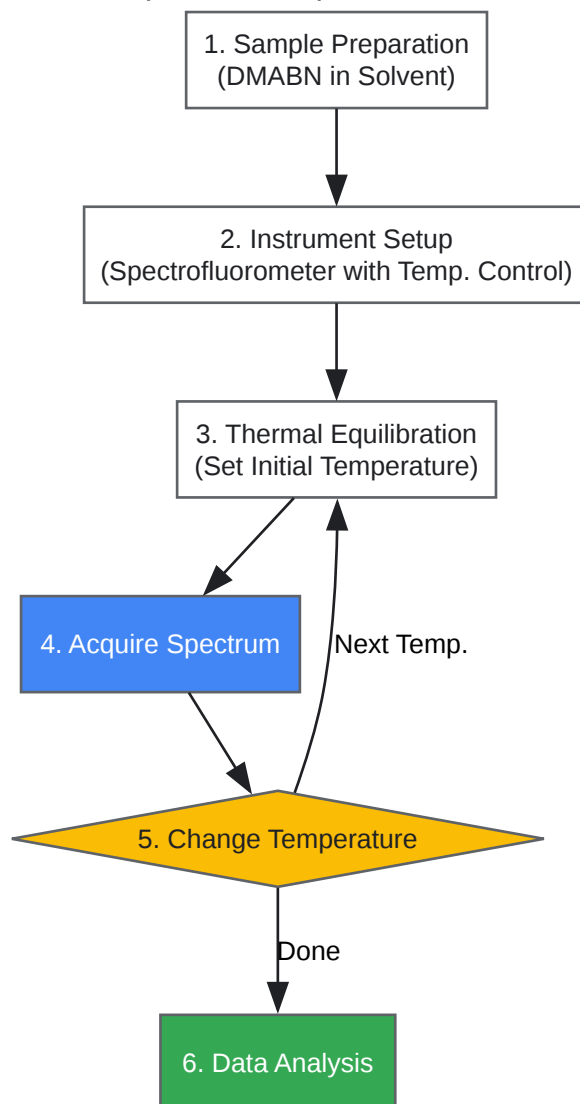 1. Sample Preparation
(DMABN in Solvent)
2. Instrument Setup
(Spectrofluorometer with Temp. Control)
3. Thermal Equilibration
(Set Initial Temperature)
4. Acquire Spectrum
Next Temp.
5. Change Temperature
Done
6. Data Analysis